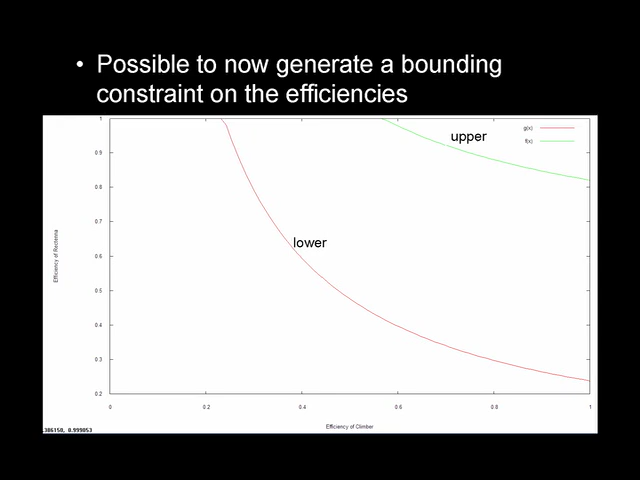 • Possible to now generate a bounding
constraint on the efficiencies
upper
g(x)
f(x)
lower
Efficiency of Rectenna
1
0.9
0.8
0.7
0.6
0.5
0.4
0.3
0.2
0
0.2
0.4
0.6
0.8
1
Efficiency of Climber
.386158, 0.999053